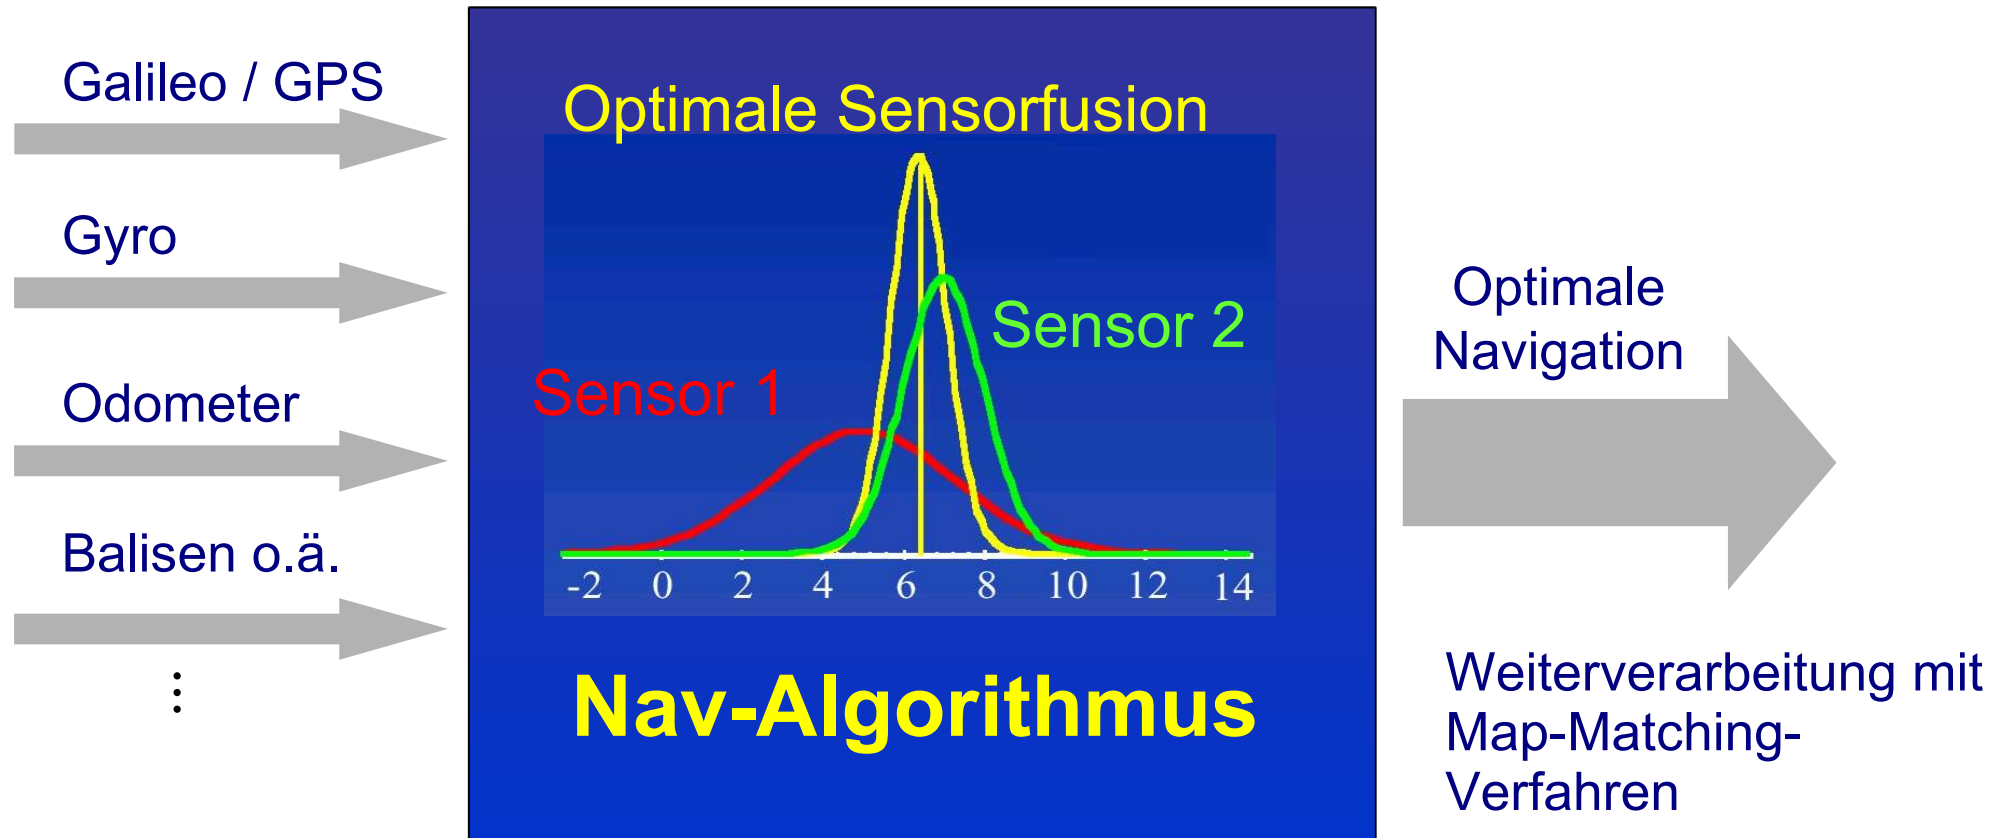 Galileo / GPS
Gyro
Odometer
Balisen o.ä.
⋮
Optimale Sensorfusion
Sensor 2
Sensor 1
-2 0 2 4 6 8 10 12 14
Nav-Algorithmus
Optimale
Navigation
Weiterverarbeitung mit
Map-Matching-
Verfahren